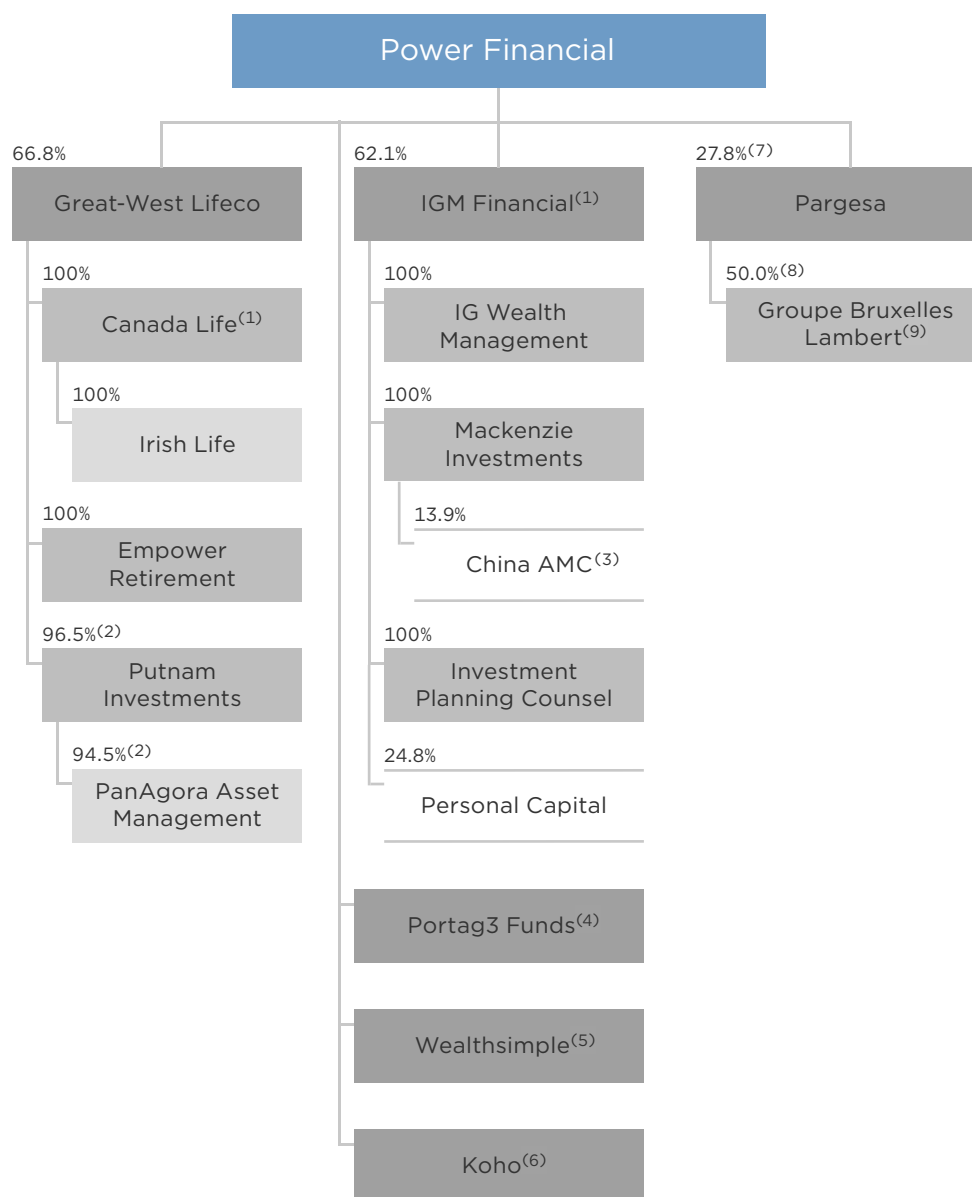 Power Financial
66.8%
Great-West Lifeco
100%
Canada Life(1)
100%
Irish Life
100%
Empower
Retirement
96.5%(2)
Putnam
Investments
94.5%(2)
PanAgora Asset
Management
62.1%
IGM Financial(1)
100%
IG Wealth
Management
100%
Mackenzie
Investments
13.9%
China AMC(3)
100%
Investment
Planning Counsel
24.8%
Personal Capital
Portag3 Funds(4)
Wealthsimple(5)
Koho(6)
27.8%(7)
Pargesa
50.0%(8)
Groupe Bruxelles
Lambert(9)